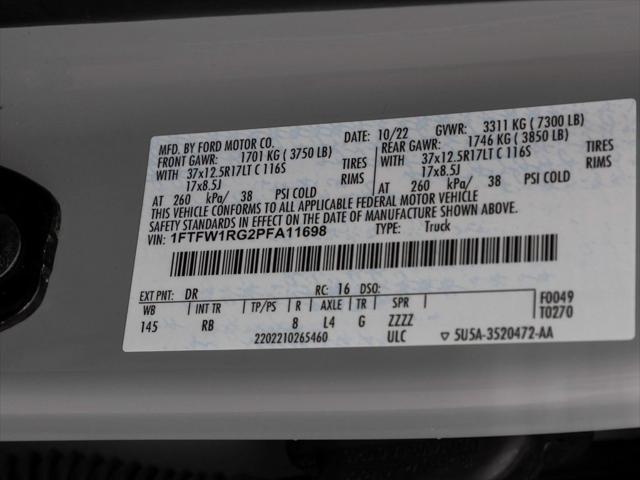 MFD. BY FORD MOTOR CO.
DATE: 10/22 GVWR: 3311 KG ( 7300 LB)
FRONT GAWR: 1701 KG ( 3750 LB) REAR GAWR: 1746 KG ( 3850 LB)
WITH 37x12.5R17LT C 116S TIRES WITH 37x12.5R17LT C 116S TIRES
17x8.5J RIMS 17x8.5J RIMS
AT 260 kPa/ 38 PSI COLD AT 260 kPa/ 38 PSI COLD
THIS VEHICLE CONFORMS TO ALL APPLICABLE FEDERAL MOTOR VEHICLE
SAFETY STANDARDS IN EFFECT ON THE DATE OF MANUFACTURE SHOWN ABOVE.
VIN: 1FTFW1RG2PFA11698 TYPE: Truck
EXT PNT: DR RC: 16 DSO: F0049
WB INT TR TP/PS R AXLE TR SPR T0270
145 RB 8 L4 G ZZZZ
2202210265460 ULC ▽ 5U5A-3520472-AA